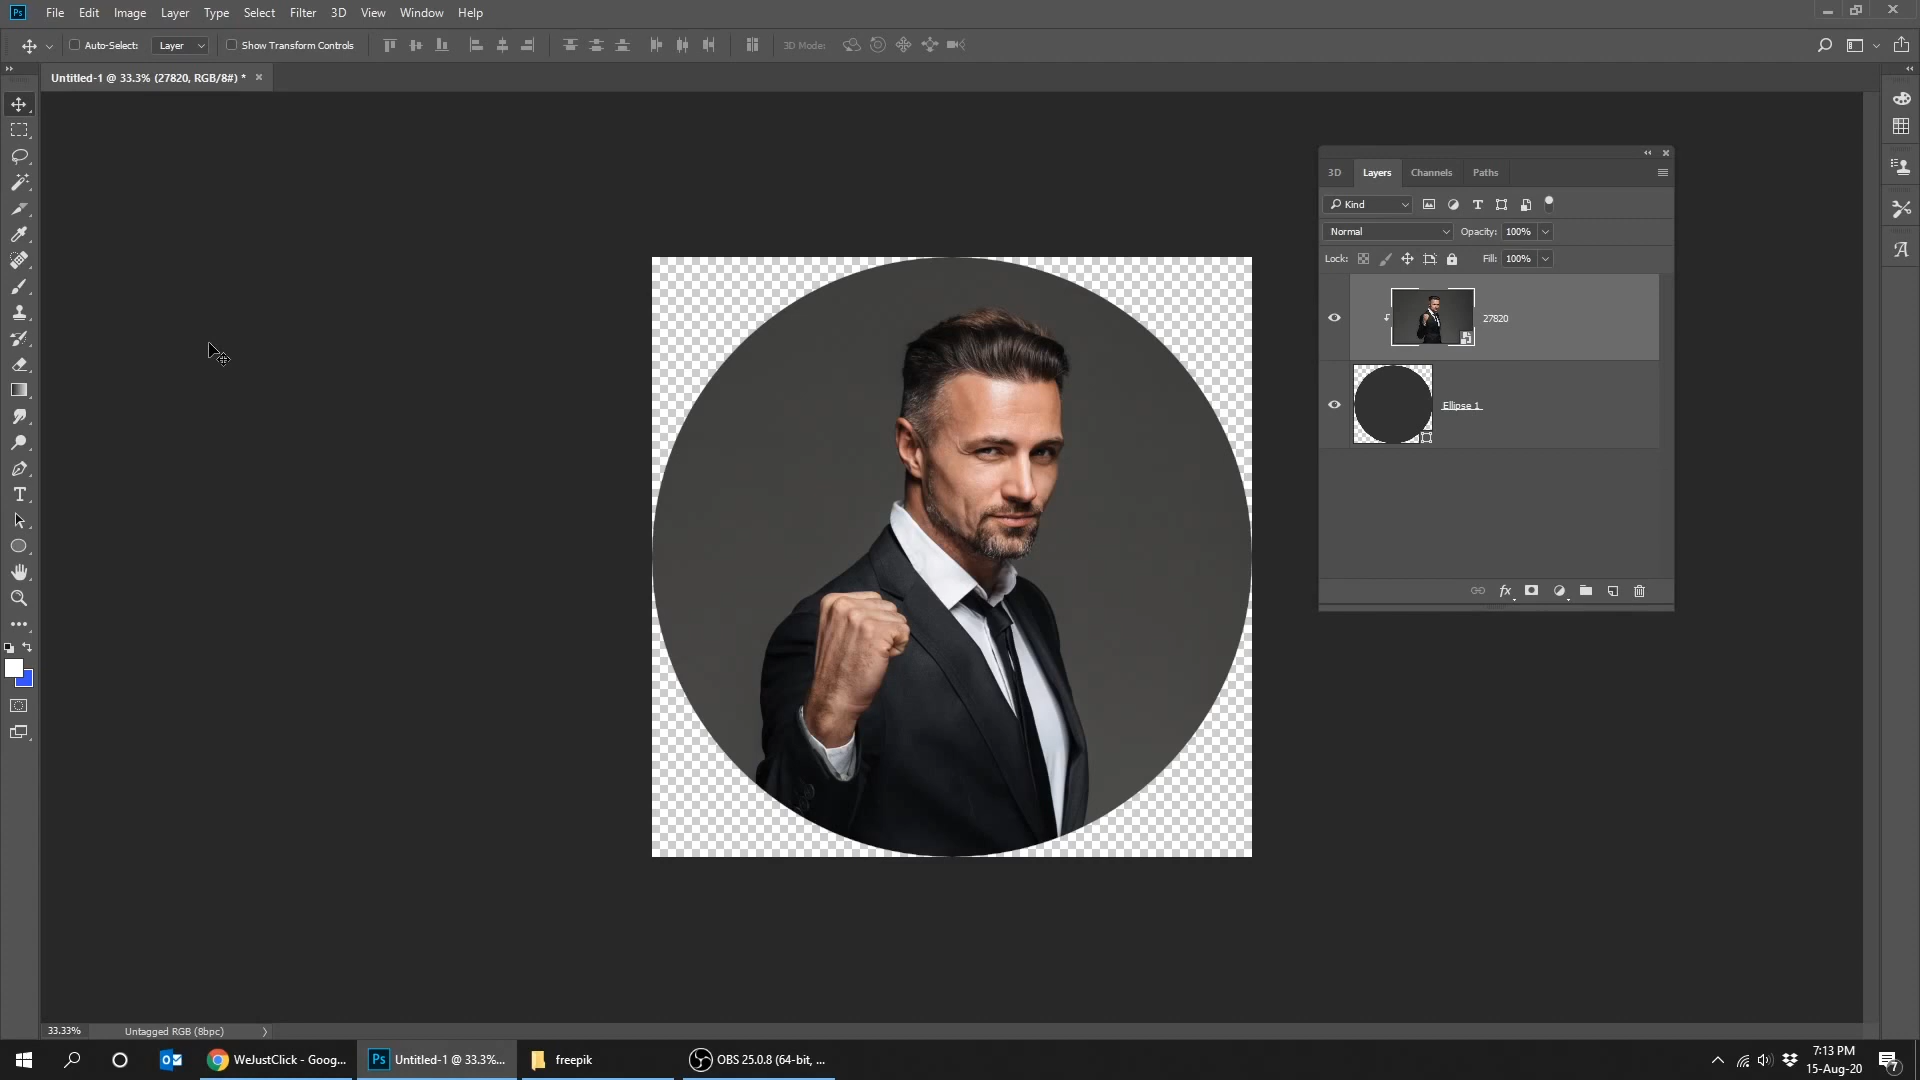 Ps File Edit Image Layer Type Select Filter 3D View Window Help
Auto-Select: Layer Show Transform Controls 3D Mode:
Untitled-1 @ 33.3% (27820, RGB/8#) *
3D Layers Channels Paths
Kind
Normal Opacity: 100%
Lock: Fill: 100%
27820
Ellipse 1
33.33% Untagged RGB (8bpc)
WeJustClick - Goog... Ps Untitled-1 @ 33.3%... freepik OBS 25.0.8 (64-bit, ...
7:13 PM
15-Aug-20
7